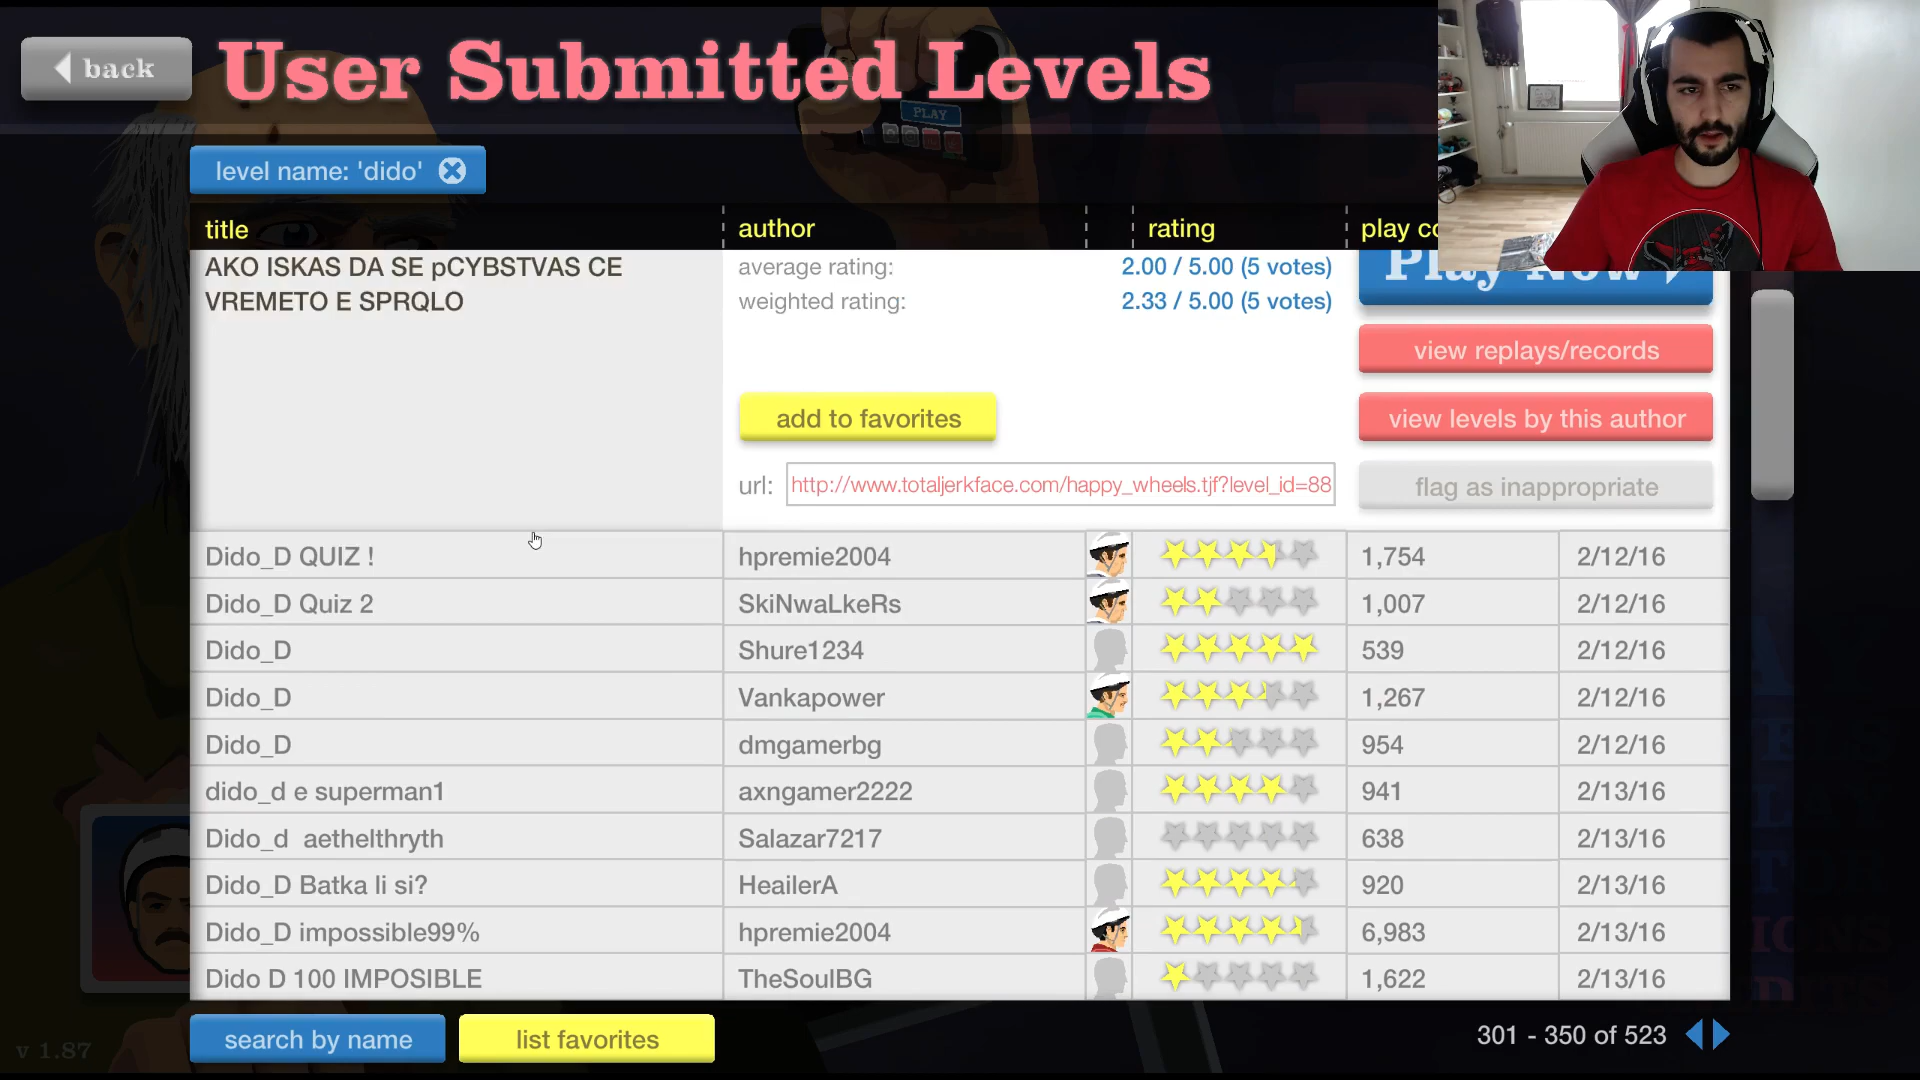 back
User Submitted Levels
PLAY
level name: 'dido'
title author rating play co
AKO ISKAS DA SE pCYBSTVAS CE
VREMETO E SPRQLO
average rating: 2.00 / 5.00 (5 votes)
weighted rating: 2.33 / 5.00 (5 votes)
Play Now
view replays/records
add to favorites
view levels by this author
url: http://www.totaljerkface.com/happy_wheels.tjf?level_id=88
flag as inappropriate
Dido_D QUIZ ! hpremie2004 1,754 2/12/16
Dido_D Quiz 2 SkiNwaLkeRs 1,007 2/12/16
Dido_D Shure1234 539 2/12/16
Dido_D Vankapower 1,267 2/12/16
Dido_D dmgamerbg 954 2/12/16
dido_d e superman1 axngamer2222 941 2/13/16
Dido_d aethelthryth Salazar7217 638 2/13/16
Dido_D Batka li si? HeailerA 920 2/13/16
Dido_D impossible99% hpremie2004 6,983 2/13/16
Dido D 100 IMPOSIBLE TheSoulBG 1,622 2/13/16
search by name
list favorites
301 - 350 of 523
v 1.87